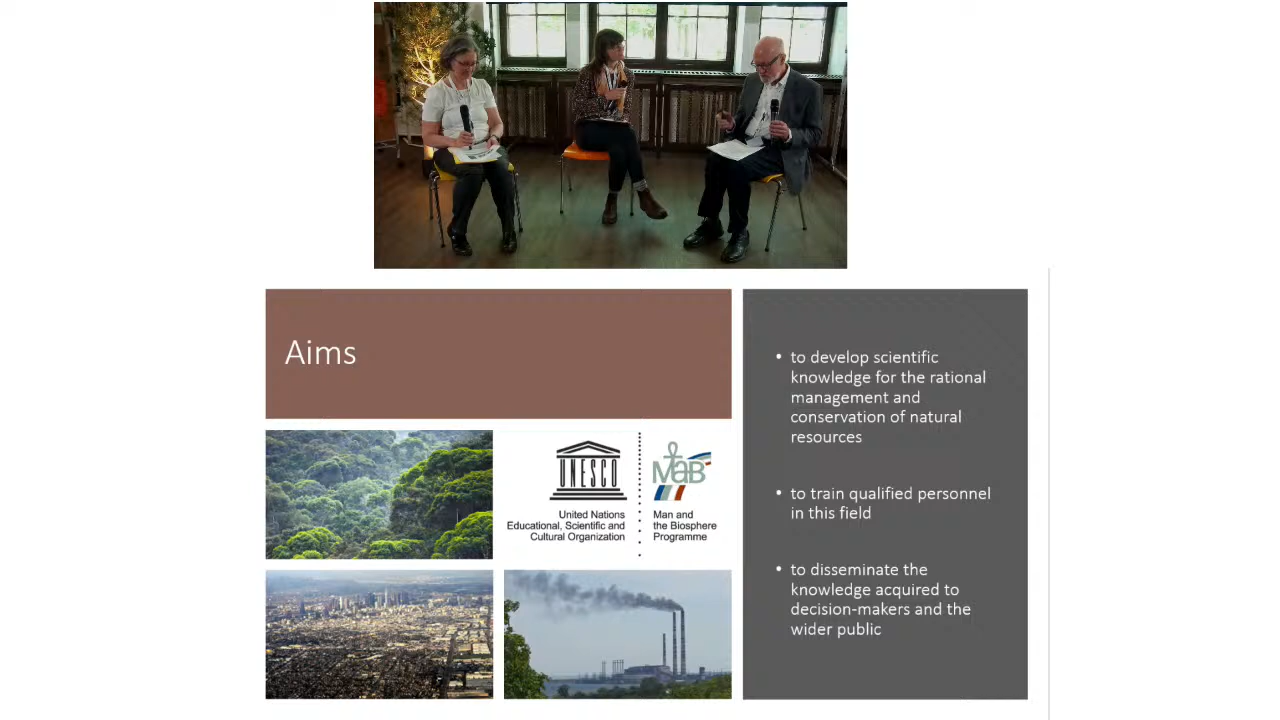 Aims
UNESCO
United Nations
Educational, Scientific and
Cultural Organization
MaB
Man and
the Biosphere
Programme
• to develop scientific
knowledge for the rational
management and
conservation of natural
resources
• to train qualified personnel
in this field
• to disseminate the
knowledge acquired to
decision-makers and the
wider public